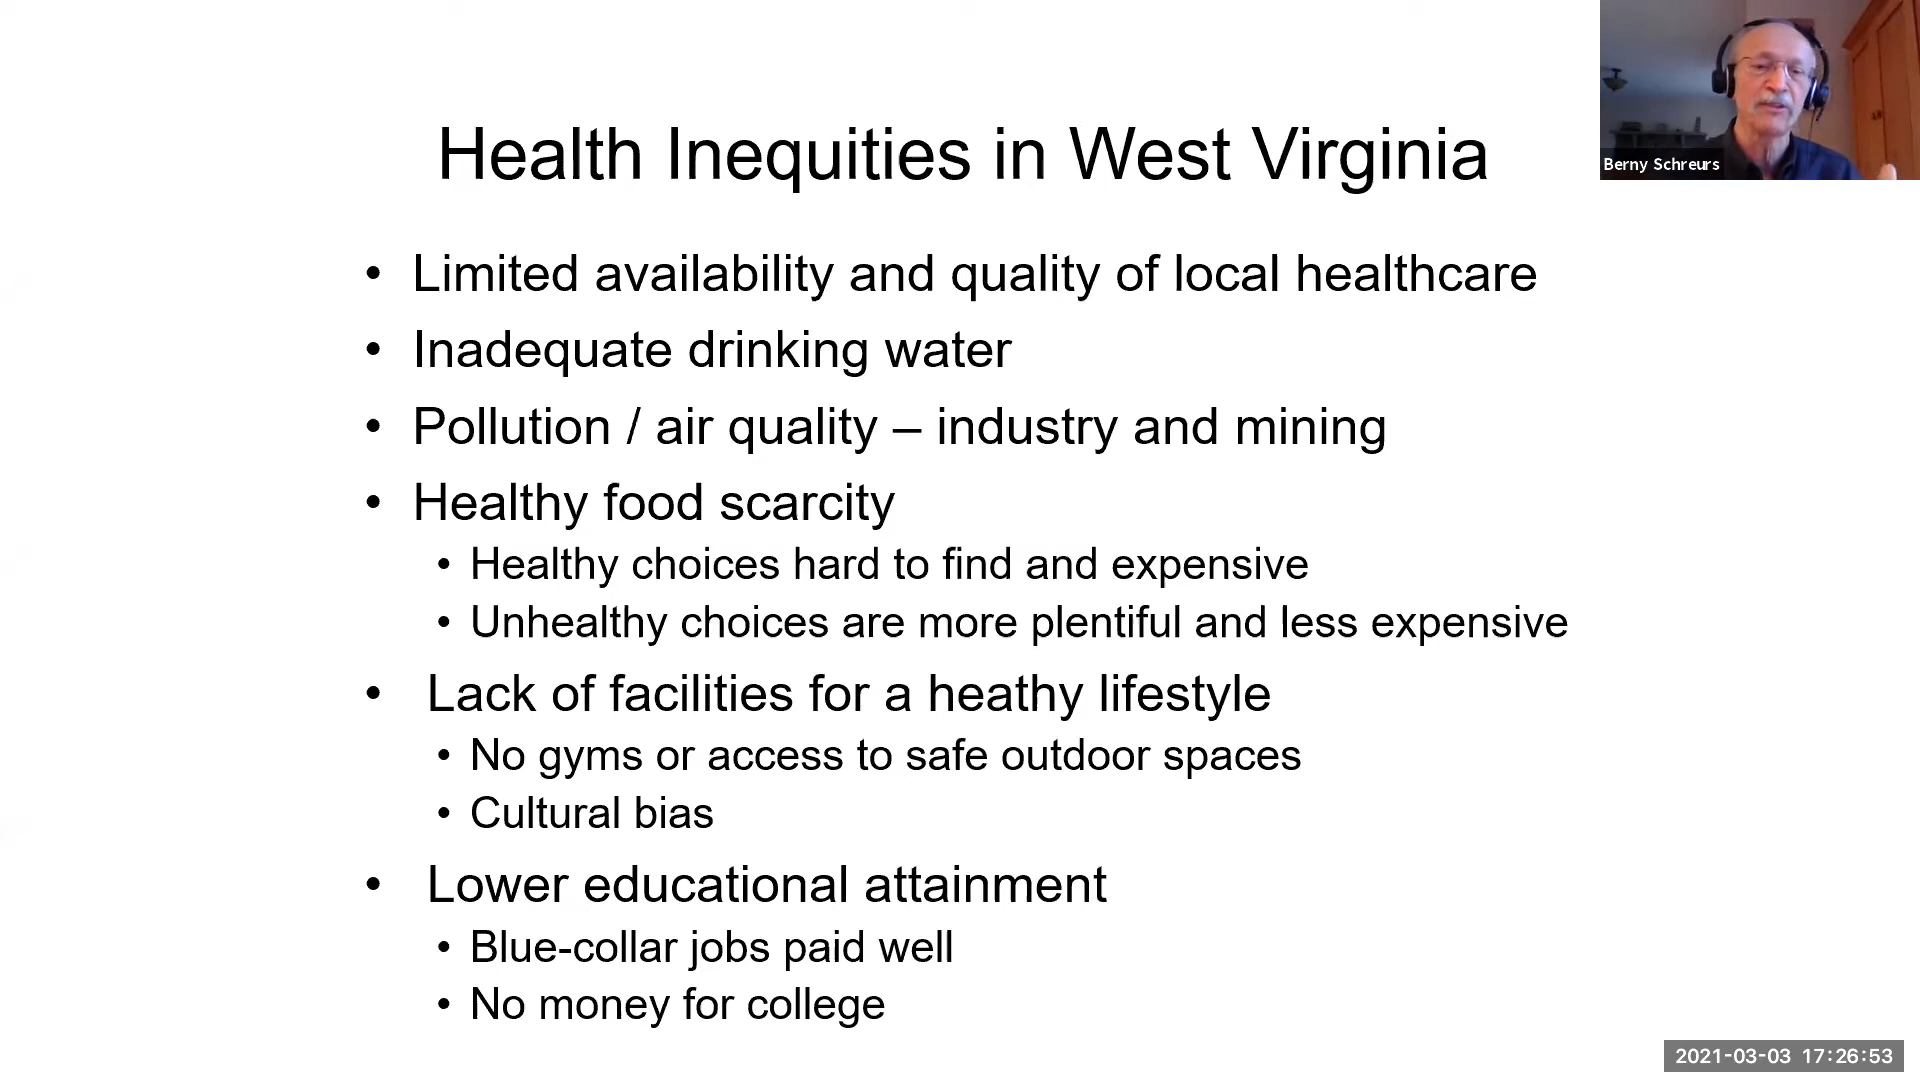 Health Inequities in West Virginia
Berny Schreurs
• Limited availability and quality of local healthcare
• Inadequate drinking water
• Pollution / air quality – industry and mining
• Healthy food scarcity
• Healthy choices hard to find and expensive
• Unhealthy choices are more plentiful and less expensive
• Lack of facilities for a heathy lifestyle
• No gyms or access to safe outdoor spaces
• Cultural bias
• Lower educational attainment
• Blue-collar jobs paid well
• No money for college
2021-03-03 17:26:53